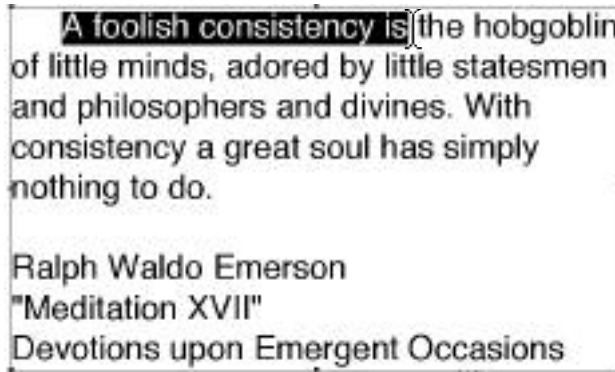 A foolish consistency is the hobgoblin
of little minds, adored by little statesmen
and philosophers and divines. With
consistency a great soul has simply
nothing to do.
Ralph Waldo Emerson
"Meditation XVII"
Devotions upon Emergent Occasions